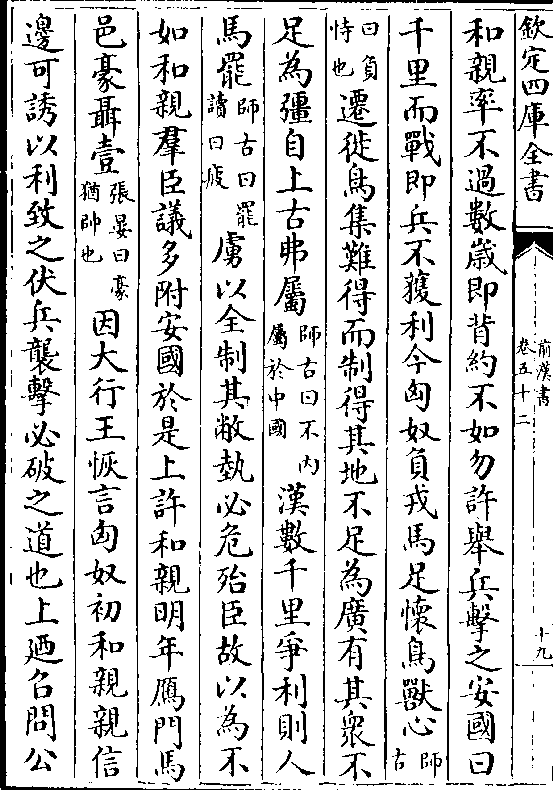 欽定四庫全書
前漢書
卷五十二
十九
和親率不過數歳即背約不如勿許舉兵擊之安國曰
千里而戰即兵不獲利今匈奴負戎馬足懷鳥獸心師古
曰負恃也遷徙鳥集難得而制得其地不足為廣有其衆不
足為彊自上古弗屬師古曰不内屬於中國漢數千里爭利則人
馬罷師古曰罷讀曰疲虜以全制其敝埶必危殆臣故以為不
如和親羣臣議多附安國於是上許和親明年鴈門馬
邑豪聶壹張晏曰豪猶帥也因大行王恢言匈奴初和親親信
邊可誘以利致之伏兵襲擊必破之道也上廼召問公